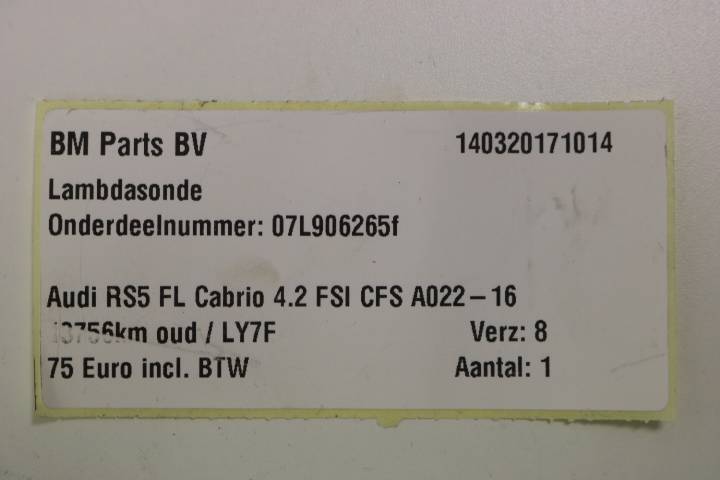 BM Parts BV 140320171014
Lambdasonde
Onderdeelnummer: 07L906265f
Audi RS5 FL Cabrio 4.2 FSI CFS A022-16
oud / LY7F Verz: 8
75 Euro incl. BTW Aantal: 1